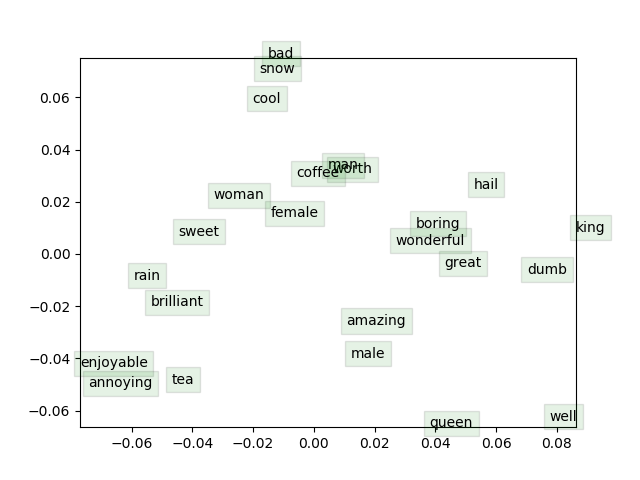 bad
snow
0.06
cool
0.04
man
worth
coffee
hail
woman
0.02
female
boring
king
sweet
wonderful
0.00
great
dumb
rain
brilliant
−0.02
amazing
male
−0.04
enjoyable
annoying
tea
−0.06
queen
well
−0.06 −0.04 −0.02 0.00 0.02 0.04 0.06 0.08